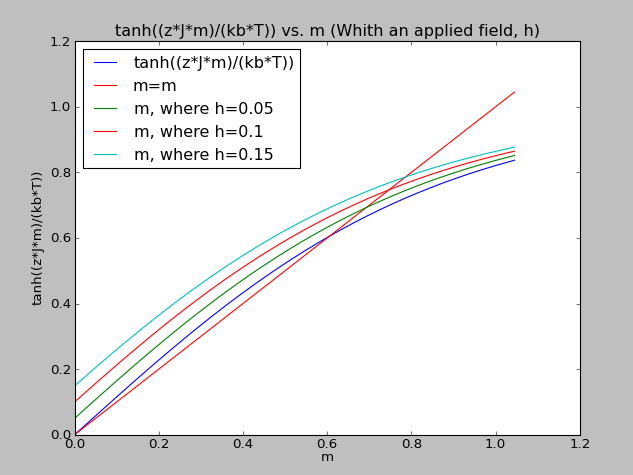 tanh((z*J*m)/(kb*T)) vs. m (Whith an applied field, h)
tanh((z*J*m)/(kb*T))
m=m
m, where h=0.05
m, where h=0.1
m, where h=0.15
tanh((z*J*m)/(kb*T))
1.2
1.0
0.8
0.6
0.4
0.2
0.0
0.0 0.2 0.4 0.6 0.8 1.0 1.2
m